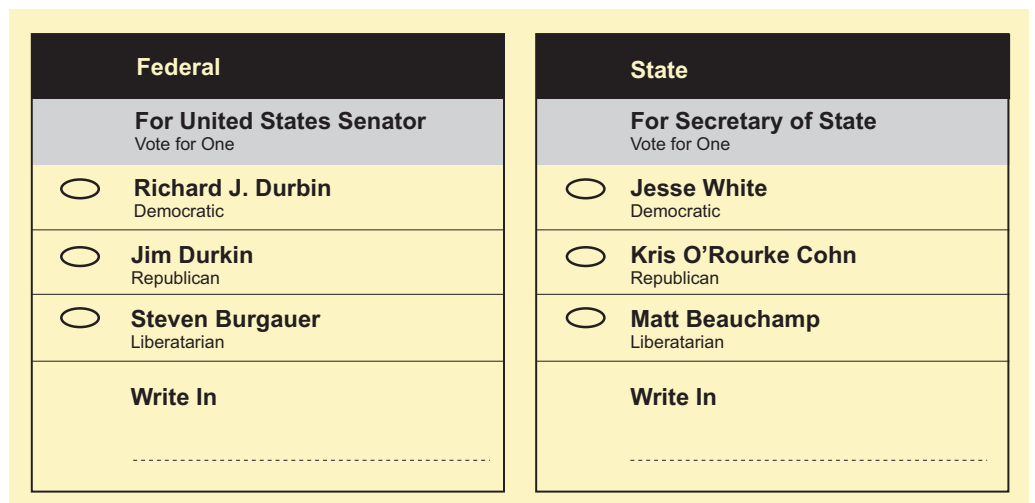 Federal
For United States Senator
Vote for One
Richard J. Durbin
Democratic
Jim Durkin
Republican
Steven Burgauer
Liberatarian
Write In
State
For Secretary of State
Vote for One
Jesse White
Democratic
Kris O’Rourke Cohn
Republican
Matt Beauchamp
Liberatarian
Write In